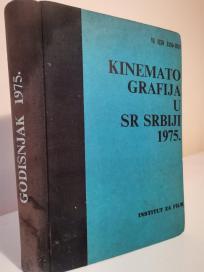 KINEMATO
GRAFIJA
U
SR SRBIJI
1975.
INSTITUT ZA FILM
GODIŠNJAK 1975.